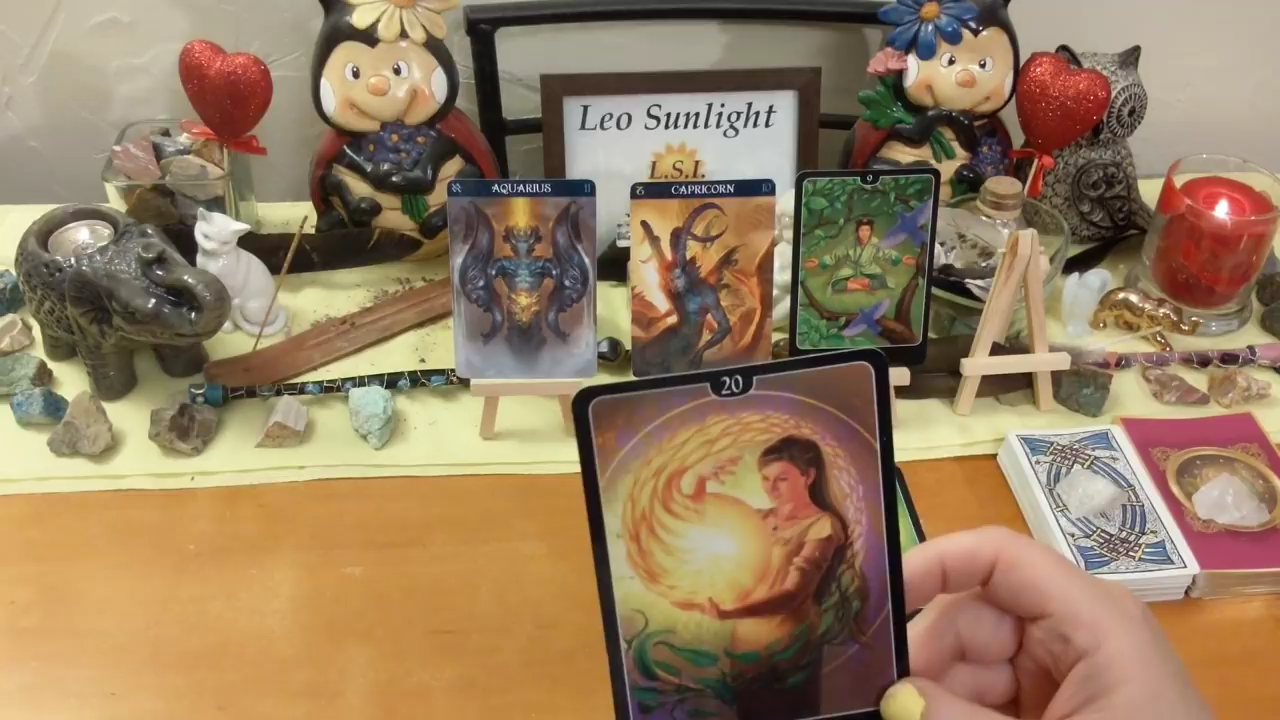 Leo Sunlight
L.S.I.
AQUARIUS 11
CAPRICORN 10
9
20